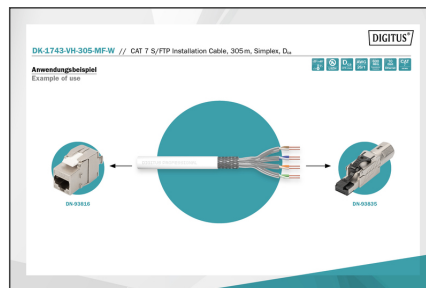 DIGITUS®
DK-1743-VH-305-MF-W // CAT 7 S/FTP Installation Cable, 305 m, Simplex, Dca
Anwendungsbeispiel
Example of use
DN-93616
DN-93635